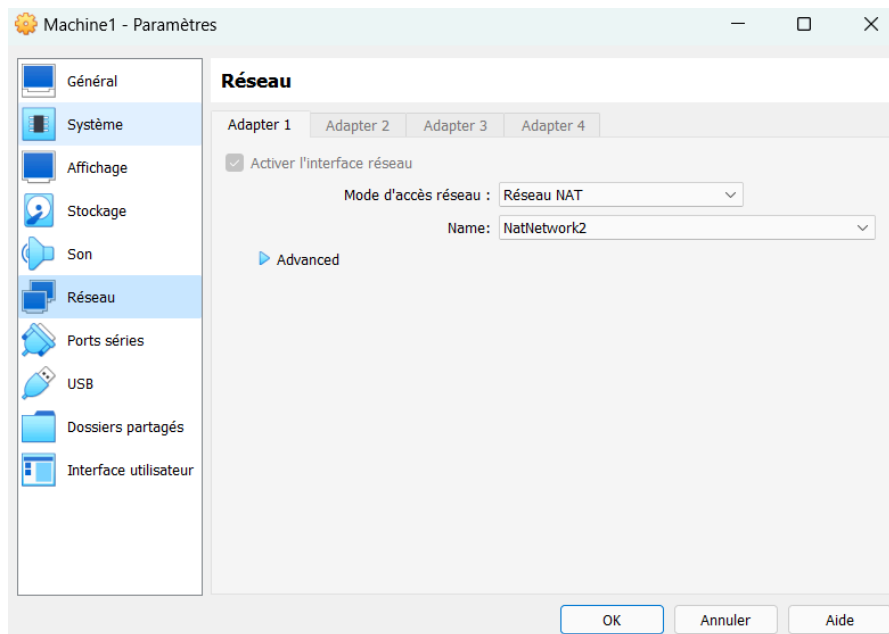 Machine1 - Paramètres
Général
Système
Affichage
Stockage
Son
Réseau
Ports séries
USB
Dossiers partagés
Interface utilisateur
Réseau
Adapter 1 Adapter 2 Adapter 3 Adapter 4
Activer l'interface réseau
Mode d'accès réseau : Réseau NAT
Name: NatNetwork2
Advanced
OK Annuler Aide